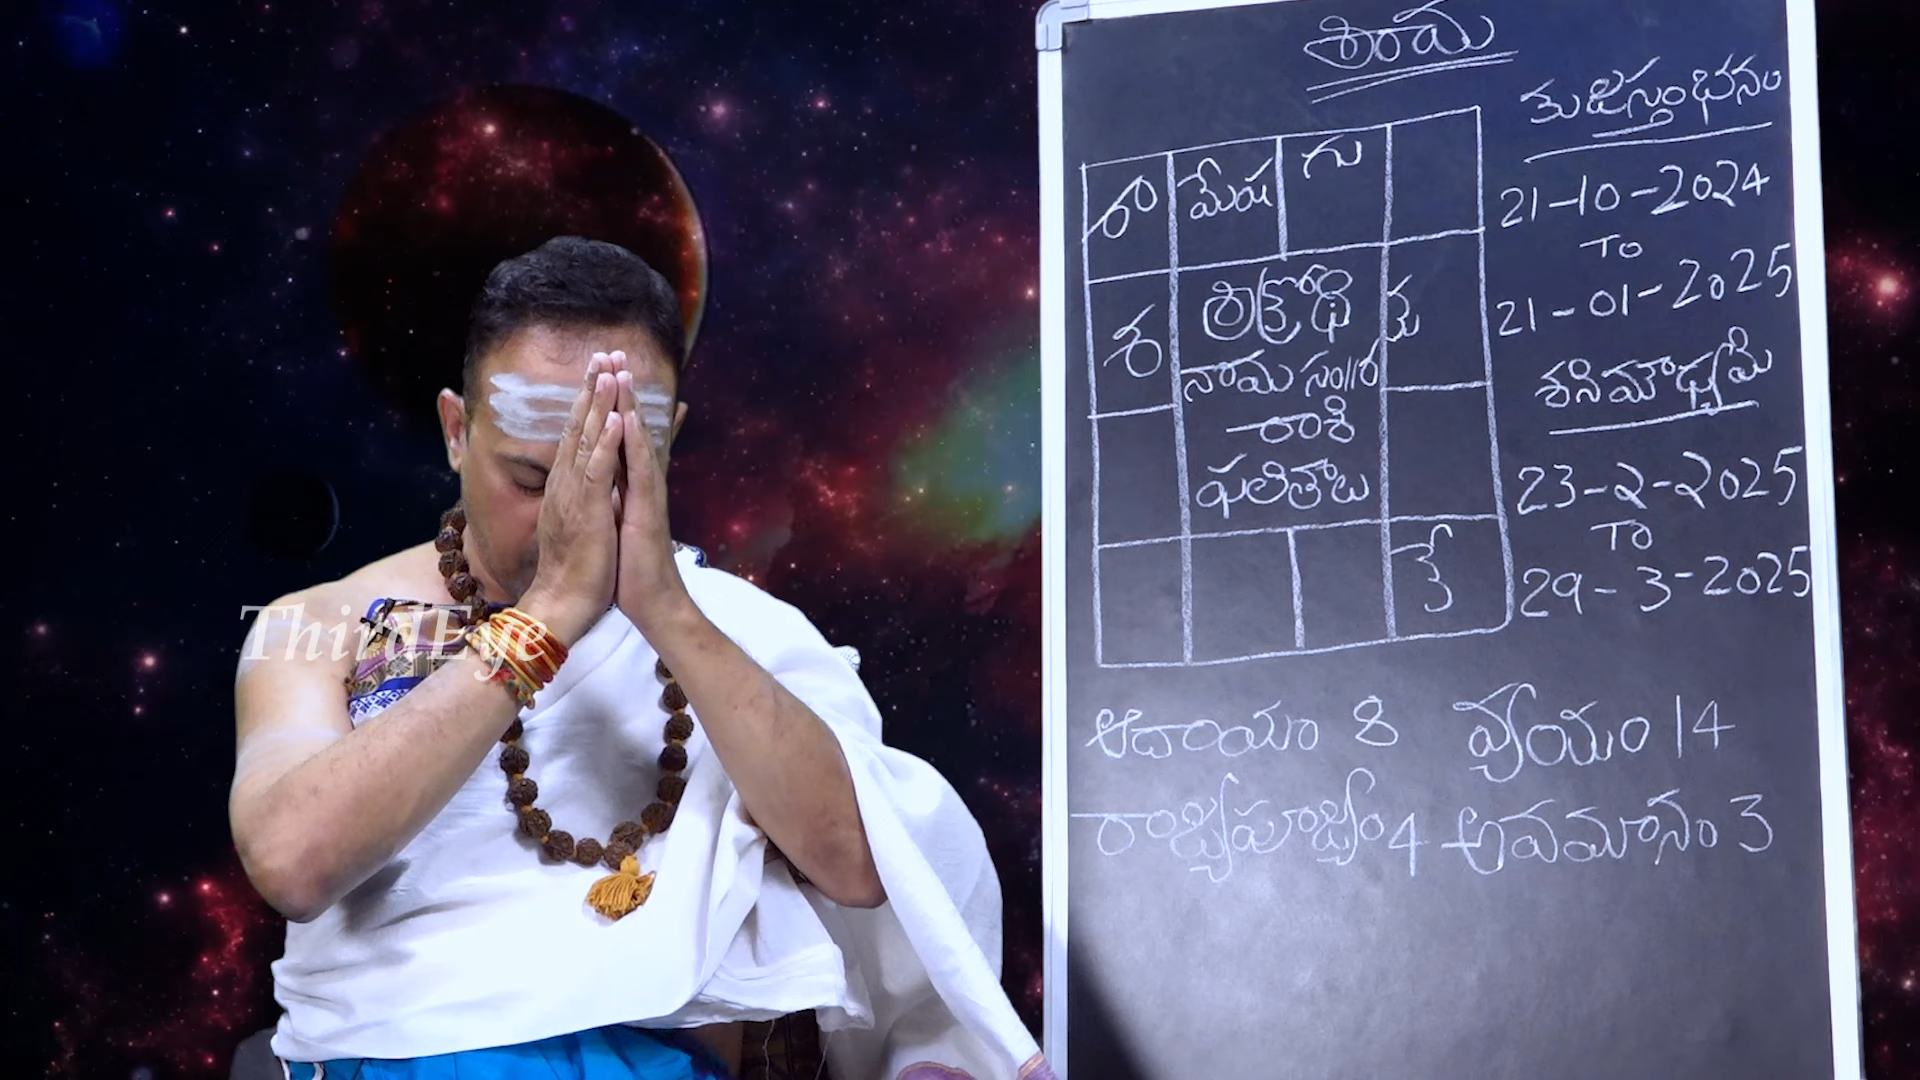 శ్రీరామ
కుజస్తంభనం
21-10-2024
TO
21-01-2025
శనిమౌఢ్యమి
23-2-2025
TO
29-3-2025
రా మేష గు
శ కు
శ్రీక్రోధి
నామ సం॥ర
రాశి
ఫలితాలు
కే
ఆదాయం 8 వ్యయం 14
రాజ్యపూజ్యం 4 అవమానం 3
ThirdEye